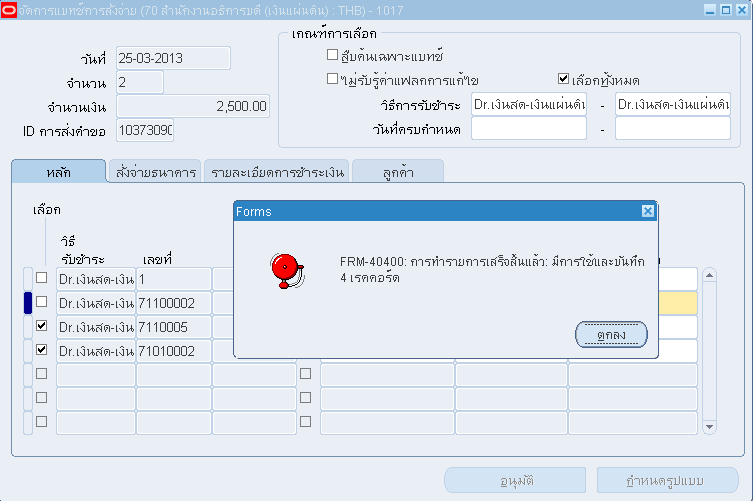 จัดการแบทช์การสั่งจ่าย (70 สำนักงานอธิการบดี (เงินแผ่นดิน) : THB) - 1017
เกณฑ์การเลือก
วันที่ 25-03-2013
สืบค้นเฉพาะแบทช์
จำนวน 2
ไม่รับรู้ค่าแฟลกการแก้ไข เลือกทั้งหมด
จำนวนเงิน 2,500.00
วิธีการรับชำระ Dr.เงินสด-เงินแผ่นดิน - Dr.เงินสด-เงินแผ่นดิน
ID การส่งคำขอ 10373090
วันที่ครบกำหนด -
หลัก สั่งจ่ายธนาคาร รายละเอียดการชำระเงิน ลูกค้า
เลือก
วิธี
รับชำระ เลขที่
Dr.เงินสด-เงิน 1
Dr.เงินสด-เงิน 71100002
Dr.เงินสด-เงิน 7110005
Dr.เงินสด-เงิน 71010002
Forms
FRM-40400: การทำรายการเสร็จสิ้นแล้ว: มีการใช้และบันทึก
4 เรคคอร์ด
ตกลง
อนุมัติ กำหนดรูปแบบ